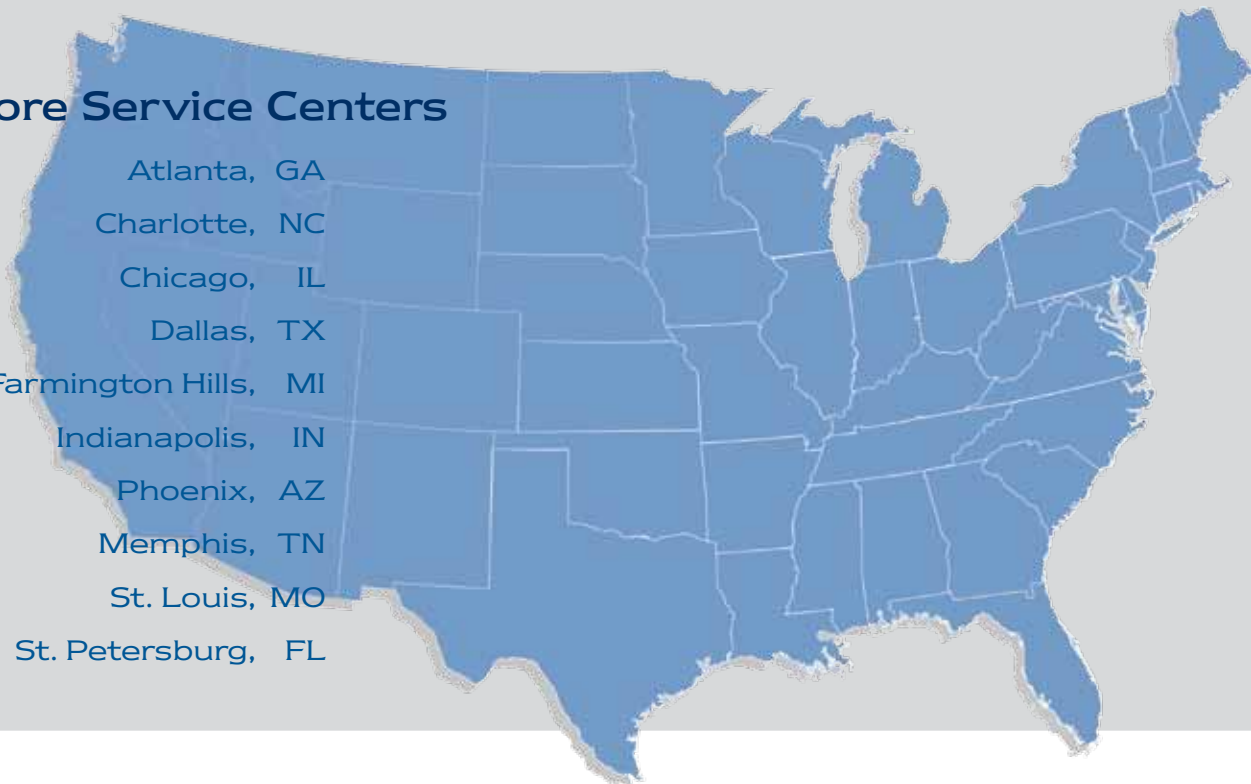 ore Service Centers
Atlanta, GA
Charlotte, NC
Chicago, IL
Dallas, TX
Farmington Hills, MI
Indianapolis, IN
Phoenix, AZ
Memphis, TN
St. Louis, MO
St. Petersburg, FL